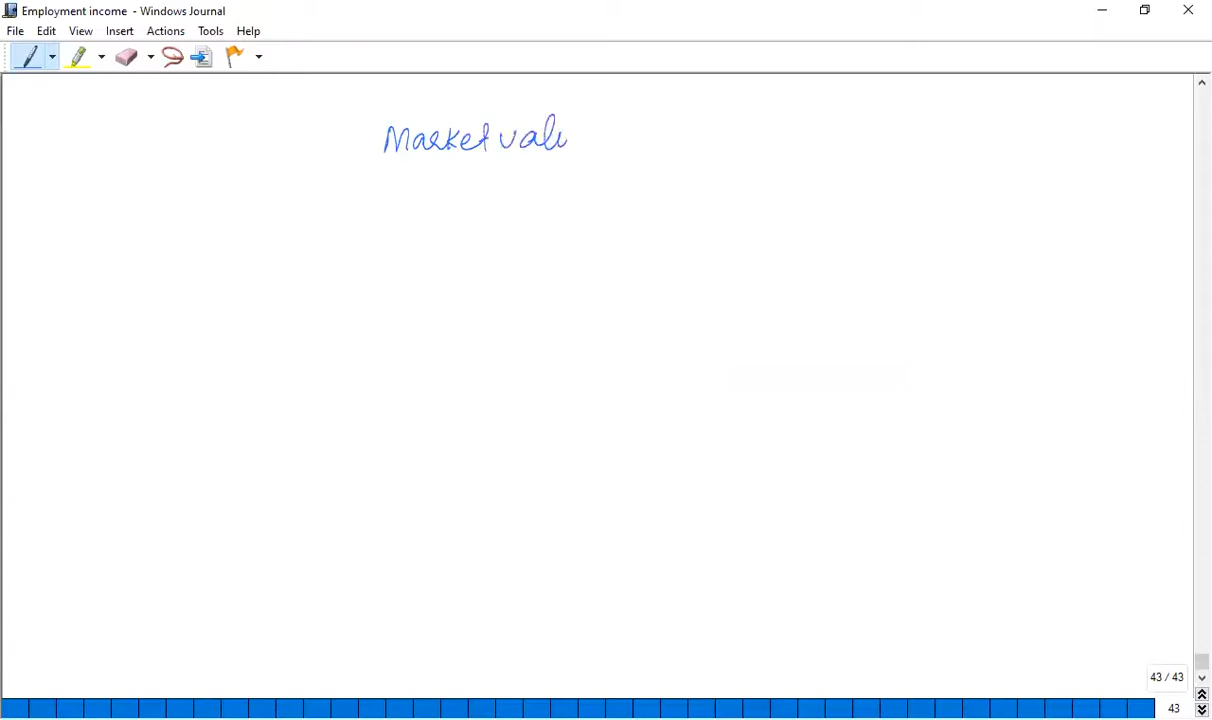 Employment income - Windows Journal
File Edit View Insert Actions Tools Help
Market valu
43 / 43
43